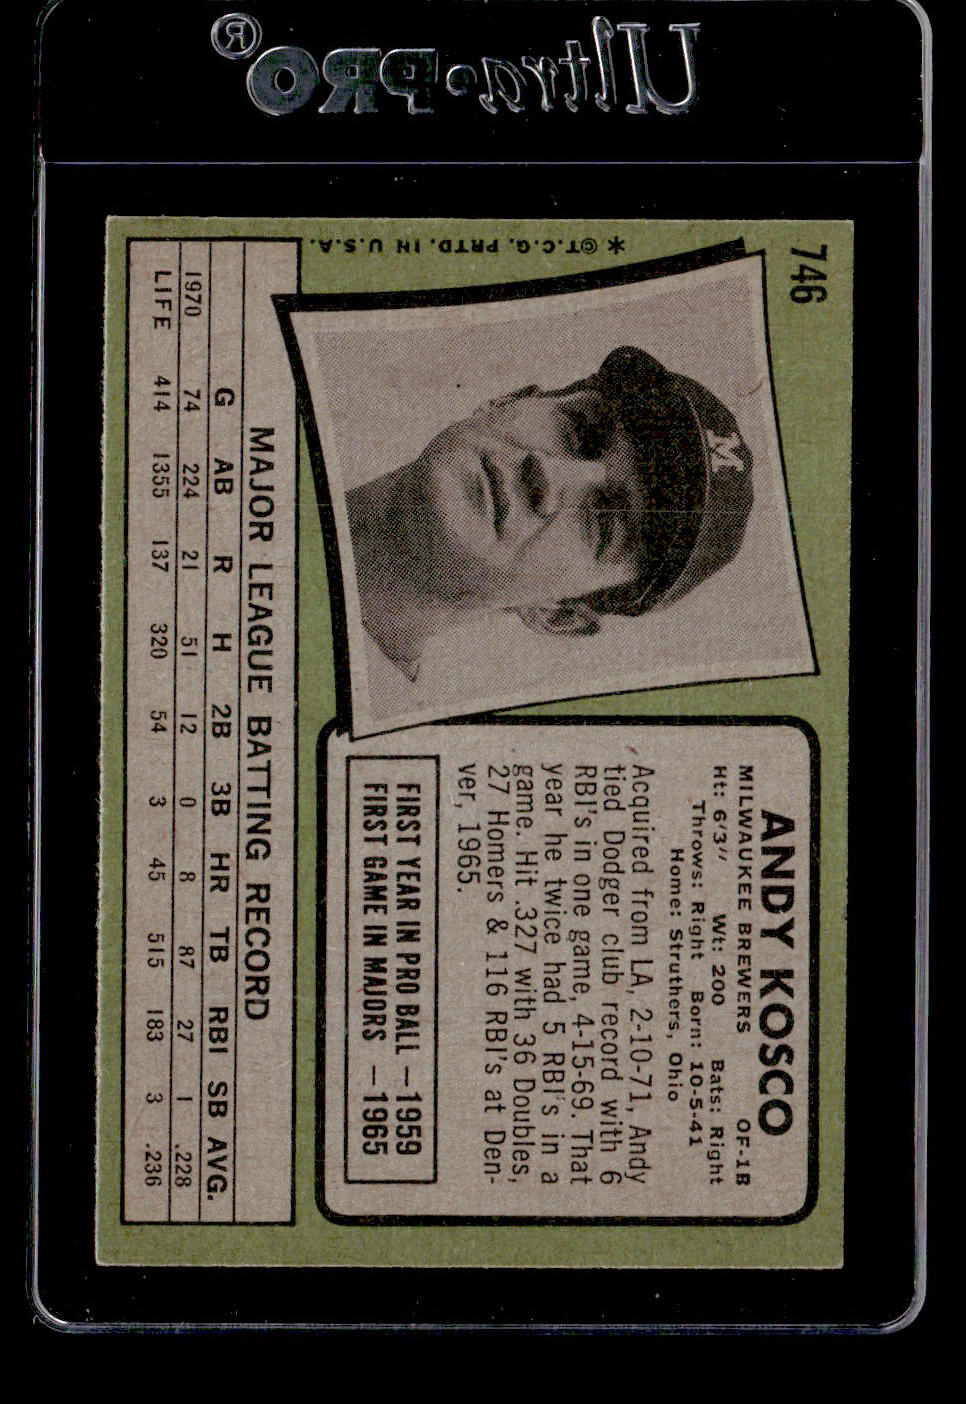 Ultra•PRO®
746
* ©T.C.G. PRTD. IN U.S.A.
M
ANDY KOSCO
MILWAUKEE BREWERS OF-1B
Ht: 6'3" Wt: 200 Bats: Right
Throws: Right Born: 10-5-41
Home: Struthers, Ohio
Acquired from LA, 2-10-71, Andy
tied Dodger club record with 6
RBI's in one game, 4-15-69. That
year he twice had 5 RBI's in a
game. Hit .327 with 36 Doubles,
27 Homers & 116 RBI's at Den-
ver, 1965.
FIRST YEAR IN PRO BALL —1959
FIRST GAME IN MAJORS —1965
MAJOR LEAGUE BATTING RECORD
G AB R H 2B 3B HR TB RBI SB AVG.
1970 74 224 21 51 12 0 8 87 27 1 .228
LIFE 414 1355 137 320 54 3 45 515 183 3 .236